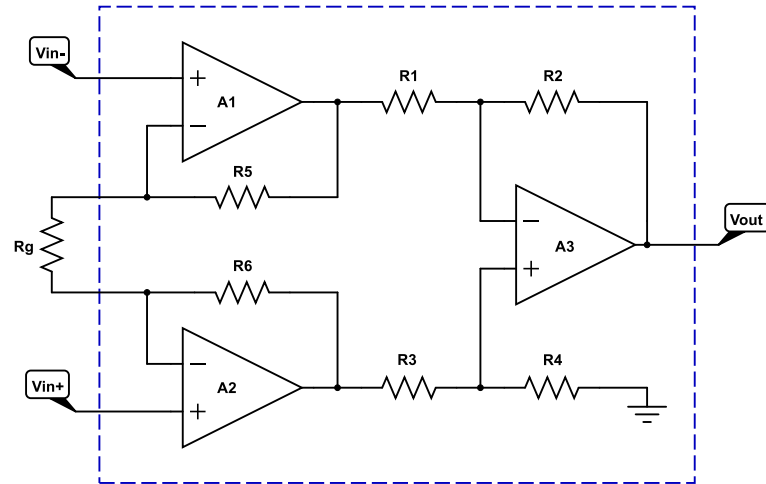 Vin-
+
A1
−
R1
R2
R5
Rg
−
A3
+
Vout
R6
−
A2
+
Vin+
R3
R4